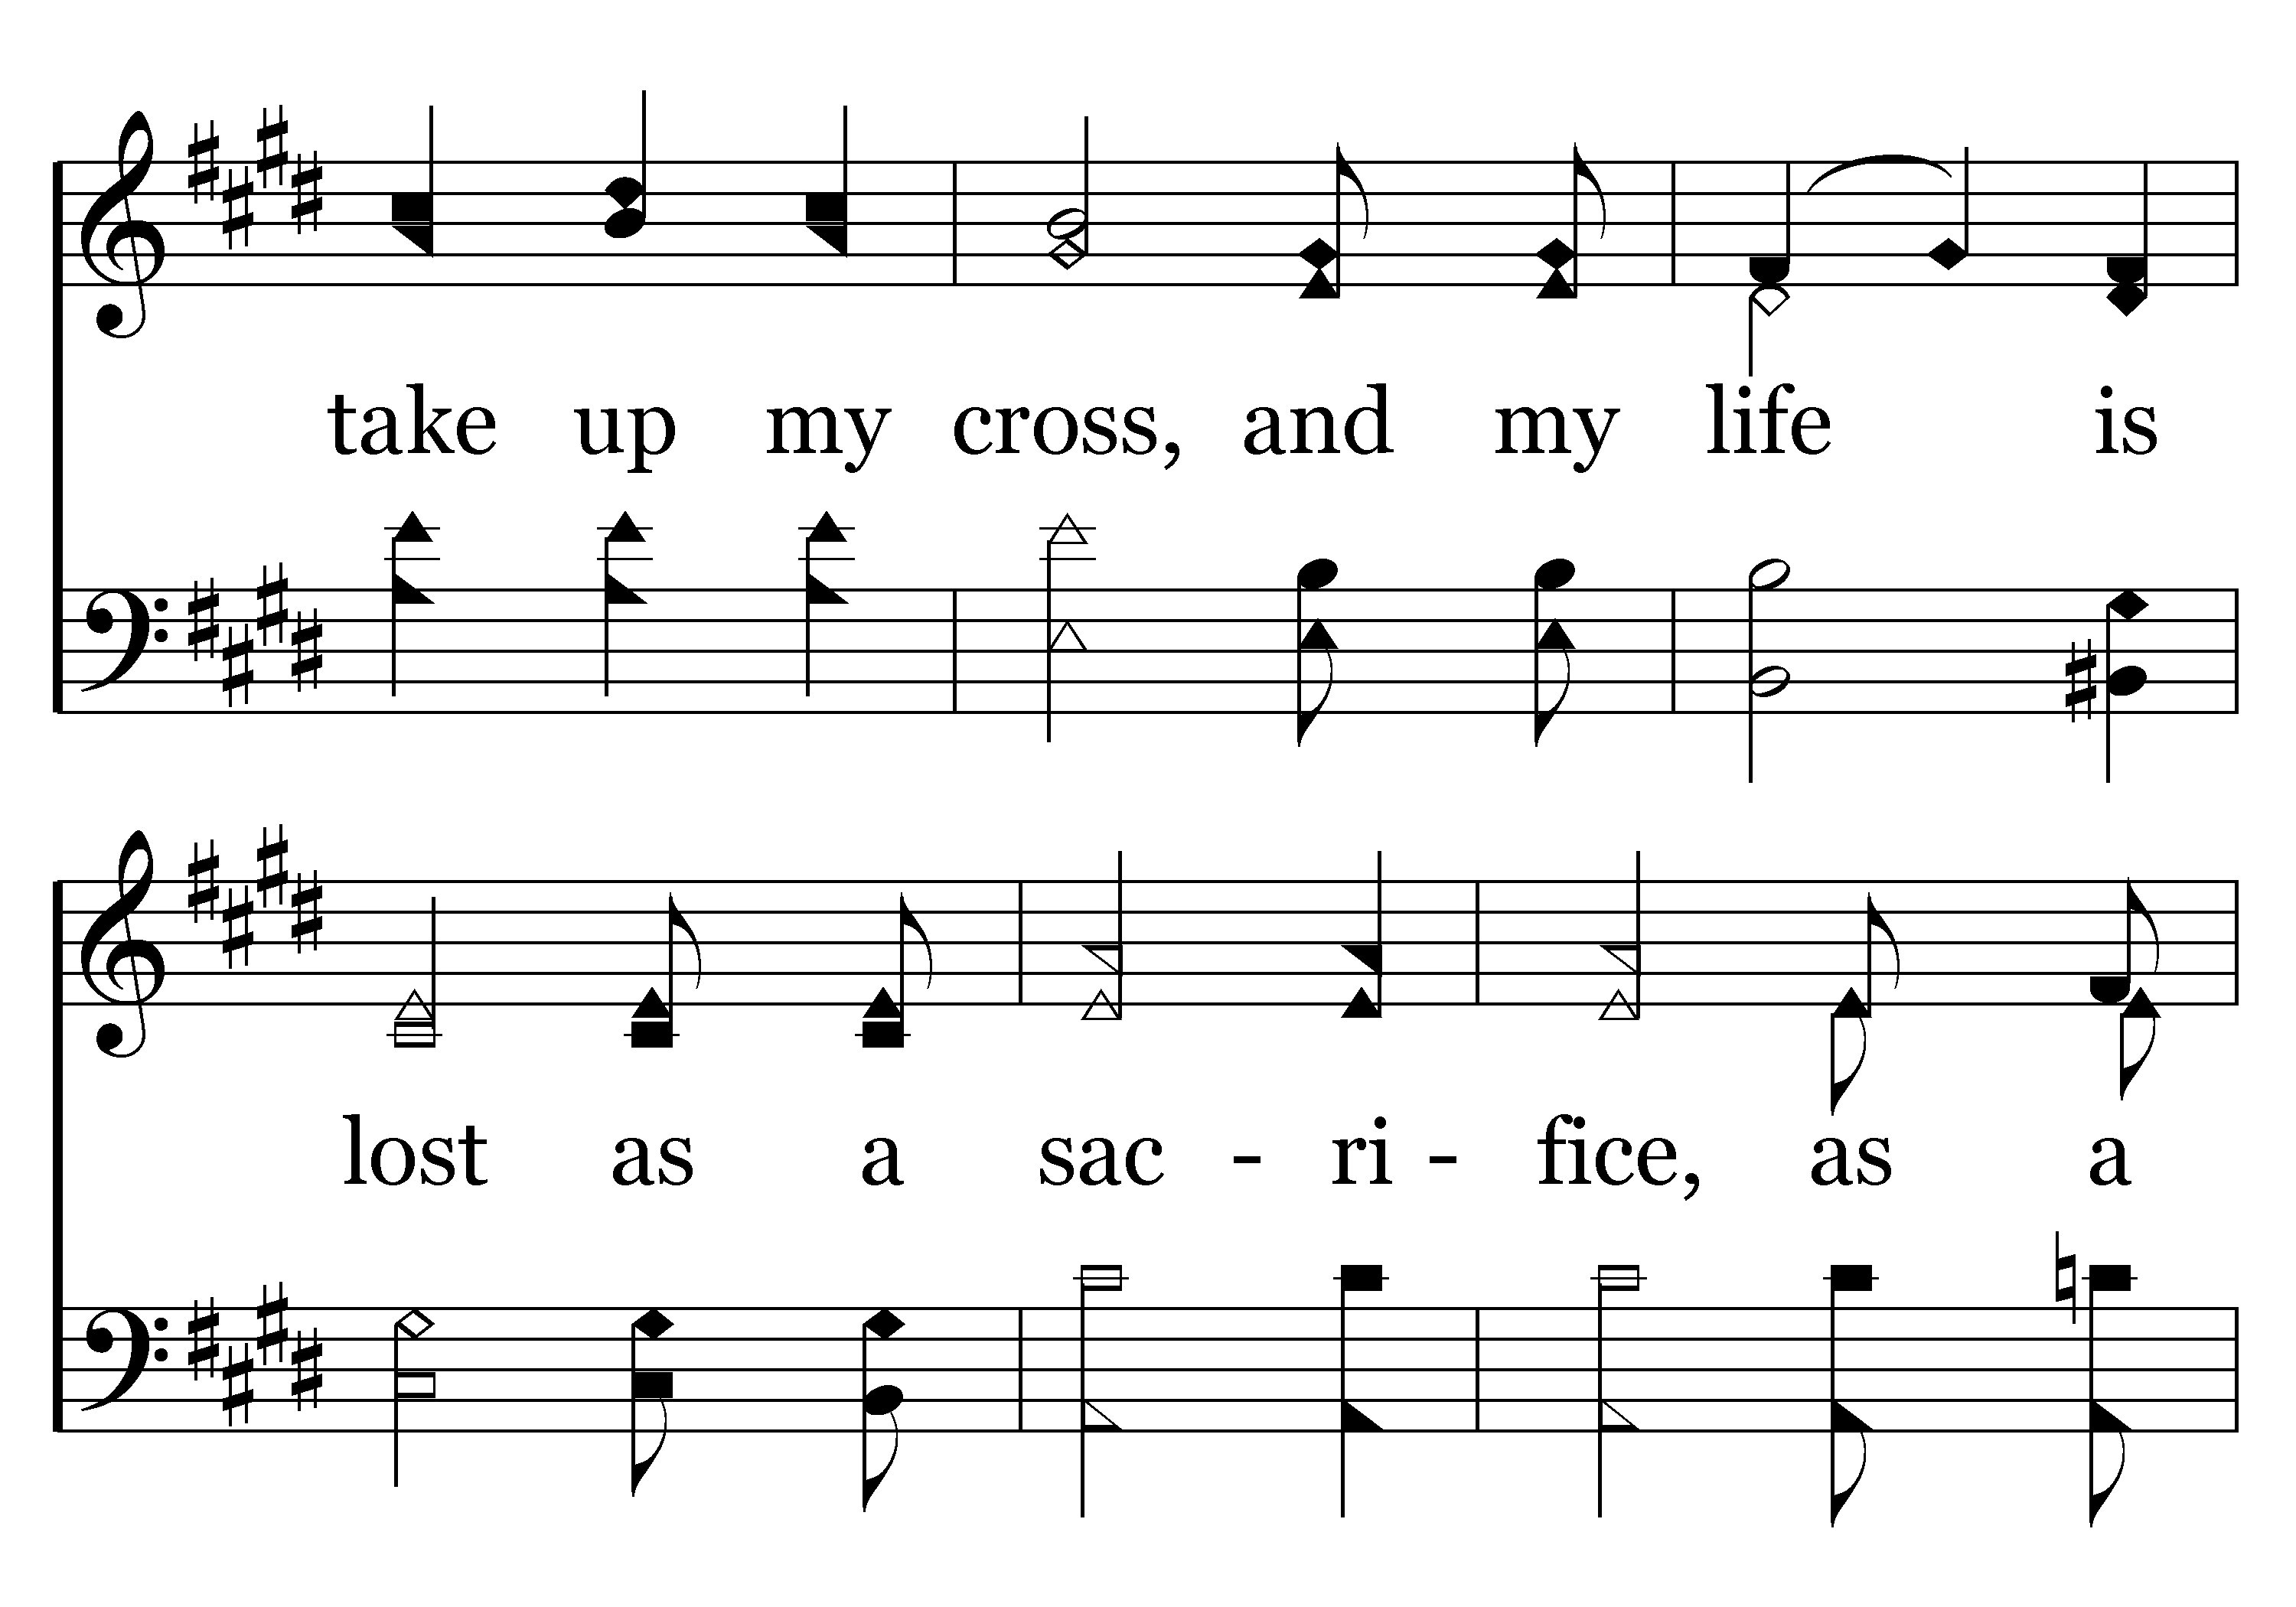 take up my cross, and my life is
lost as a sac - ri - fice, as a